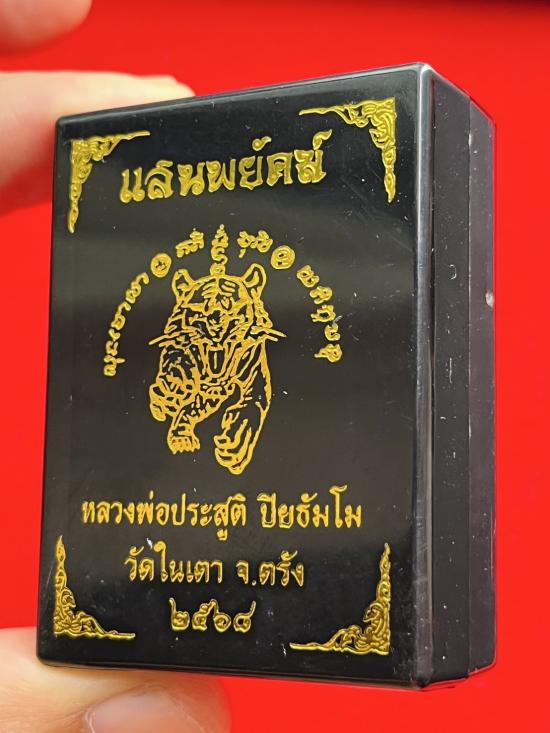 แสนพยัคฆ์
หลวงพ่อประสูติ ปิยธัมโม
วัดในเตา จ.ตรัง
๒๕๖๘